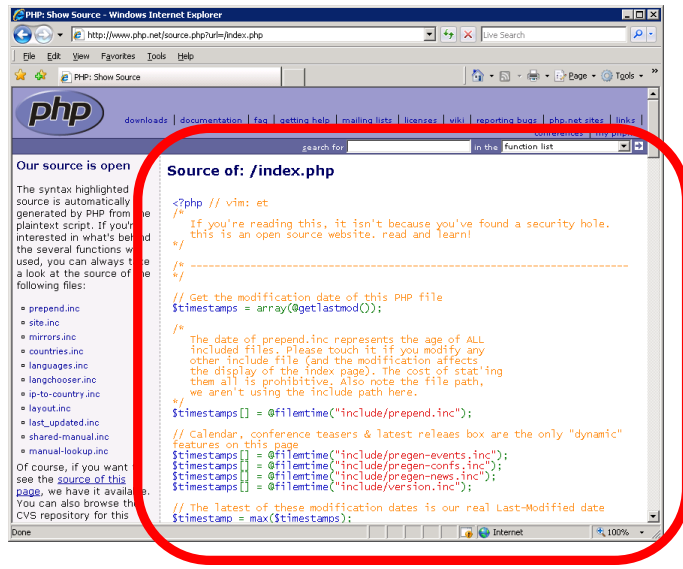 PHP: Show Source - Windows Internet Explorer
http://www.php.net/source.php?url=/index.php
Live Search
File Edit View Favorites Tools Help
PHP: Show Source
Page Tools
php
downloads | documentation | faq | getting help | mailing lists | licenses | wiki | reporting bugs | php.net sites | links |
conferences | my php
search for in the function list
Our source is open
The syntax highlighted
source is automatically
generated by PHP from the
plaintext script. If you're
interested in what's behind
the several functions we
used, you can always take
a look at the source of the
following files:
prepend.inc
site.inc
mirrors.inc
countries.inc
languages.inc
langchooser.inc
ip-to-country.inc
layout.inc
last_updated.inc
shared-manual.inc
manual-lookup.inc
Of course, if you want
see the source of this
page, we have it available.
You can also browse the
CVS repository for this
Source of: /index.php
<?php // vim: et
/*
If you're reading this, it isn't because you've found a security hole.
this is an open source website. read and learn!
*/
/* -------------------------------------------------------------------------
*/
// Get the modification date of this PHP file
$timestamps = array(@getlastmod());
/*
The date of prepend.inc represents the age of ALL
included files. Please touch it if you modify any
other include file (and the modification affects
the display of the index page). The cost of stat'ing
them all is prohibitive. Also note the file path,
we aren't using the include path here.
*/
$timestamps[] = @filemtime("include/prepend.inc");
// Calendar, conference teasers & latest releaes box are the only "dynamic"
features on this page
$timestamps[] = @filemtime("include/pregen-events.inc");
$timestamps[] = @filemtime("include/pregen-confs.inc");
$timestamps[] = @filemtime("include/pregen-news.inc");
$timestamps[] = @filemtime("include/version.inc");
// The latest of these modification dates is our real Last-Modified date
$timestamp = max($timestamps);
Done
Internet
100%